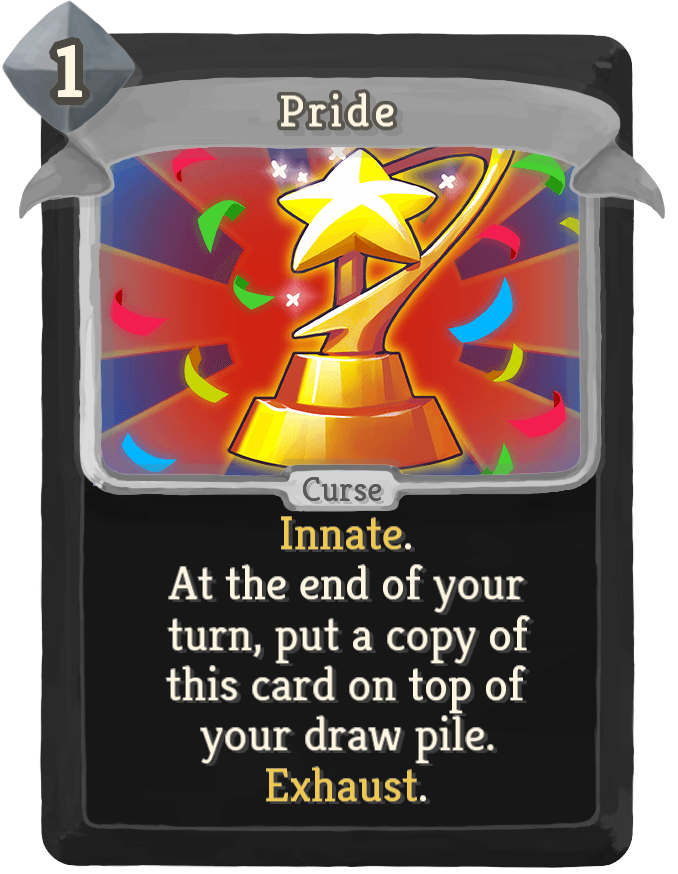 1
Pride
Curse
Innate.
At the end of your
turn, put a copy of
this card on top of
your draw pile.
Exhaust.